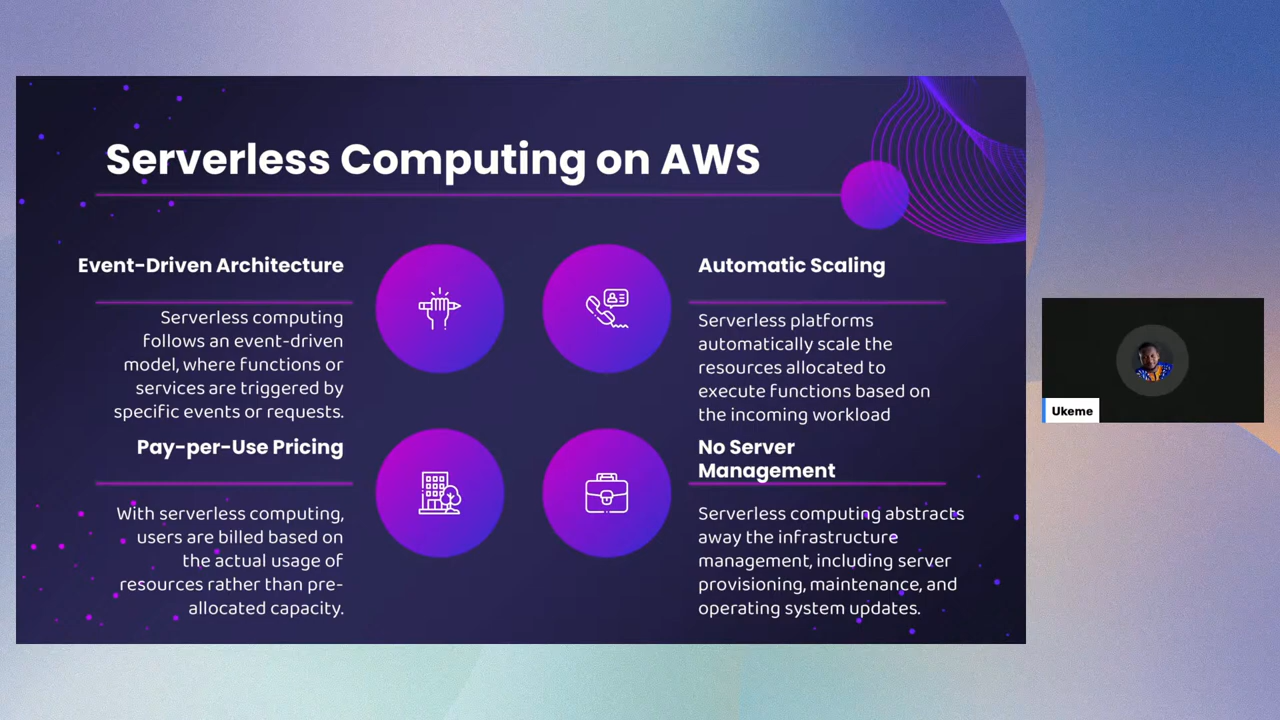 Serverless Computing on AWS
Event-Driven Architecture
Serverless computing
follows an event-driven
model, where functions or
services are triggered by
specific events or requests.
Automatic Scaling
Serverless platforms
automatically scale the
resources allocated to
execute functions based on
the incoming workload
Pay-per-Use Pricing
With serverless computing,
users are billed based on
the actual usage of
resources rather than pre-
allocated capacity.
No Server
Management
Serverless computing abstracts
away the infrastructure
management, including server
provisioning, maintenance, and
operating system updates.
Ukeme